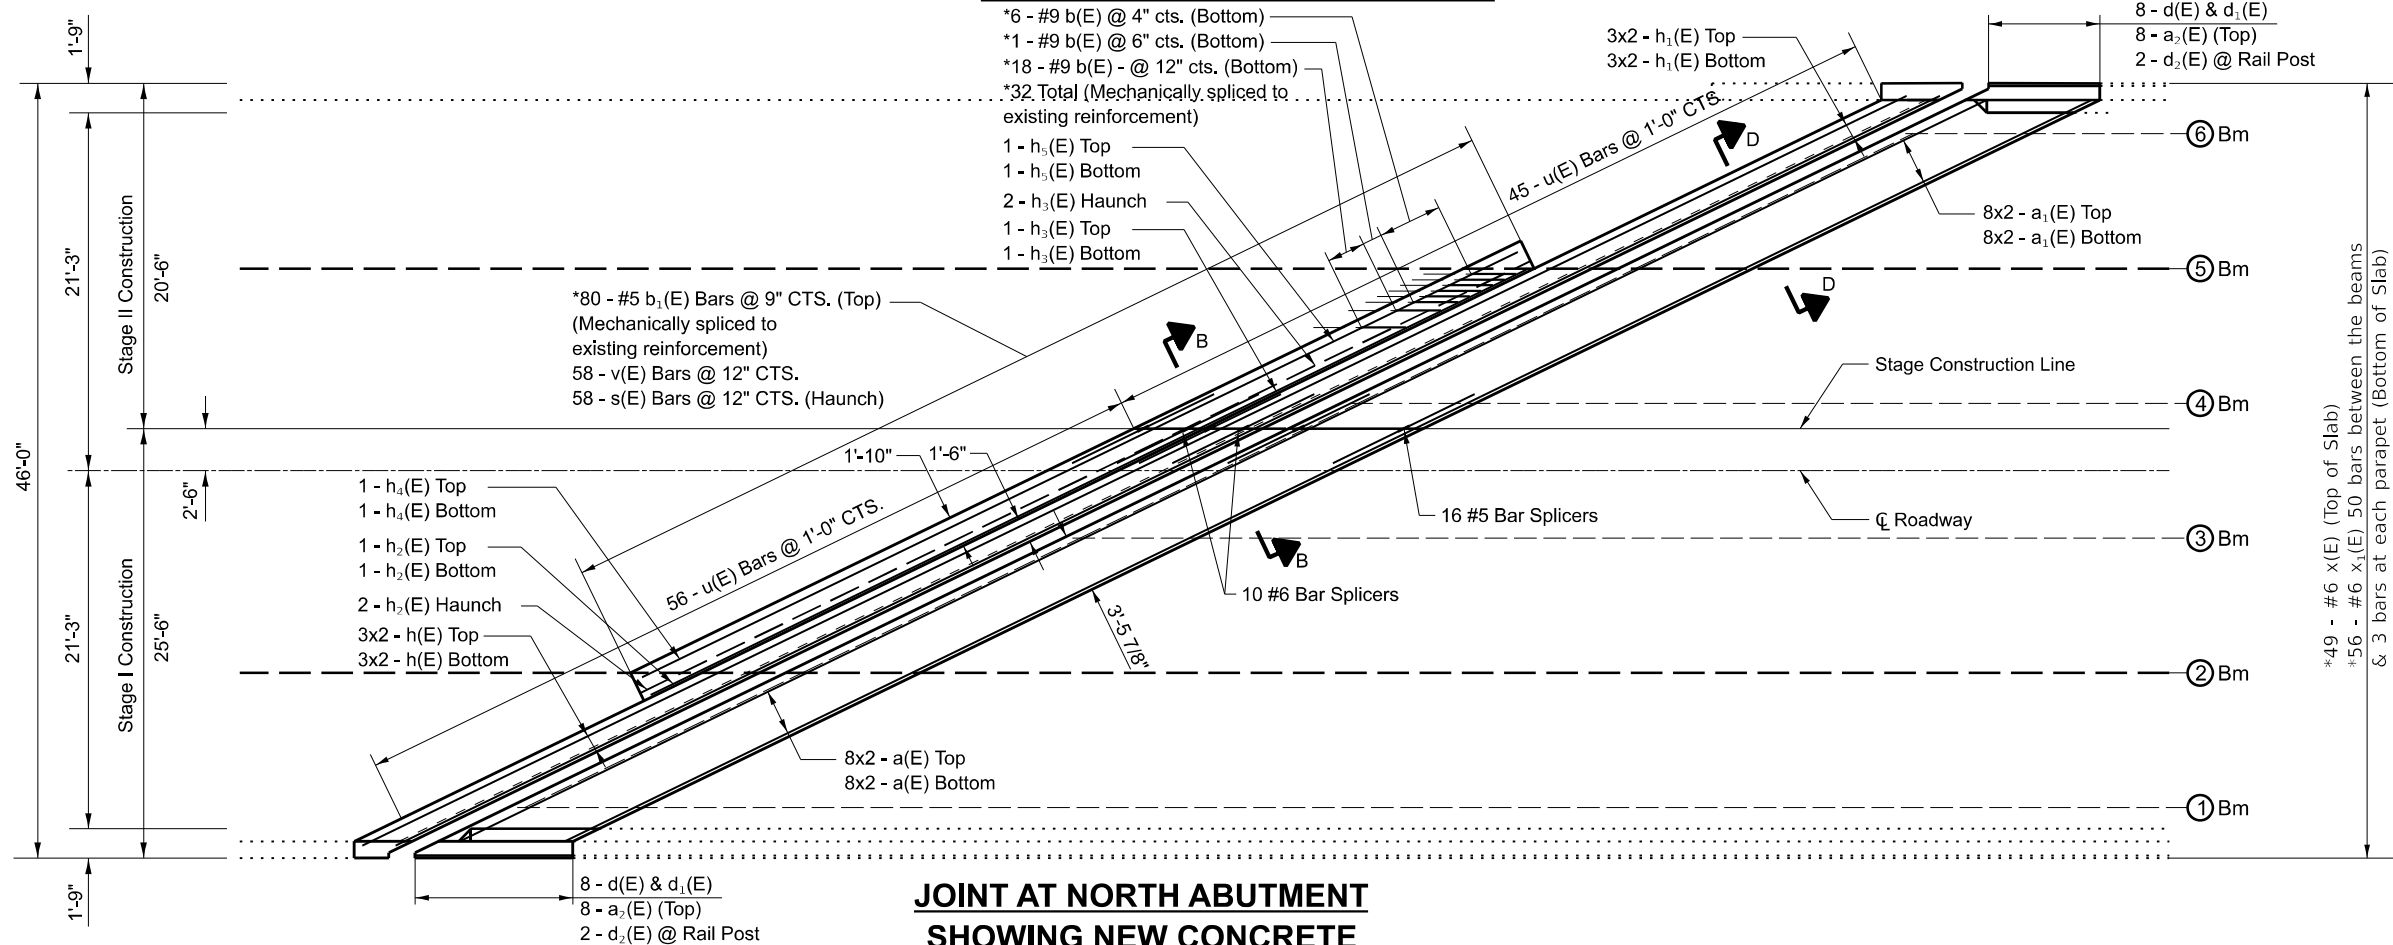 *6 - #9 b(E) @ 4" cts. (Bottom)
*1 - #9 b(E) @ 6" cts. (Bottom)
*18 - #9 b(E) - @ 12" cts. (Bottom)
*32 Total (Mechanically spliced to
existing reinforcement)
1 - h₅(E) Top
1 - h₅(E) Bottom
2 - h₃(E) Haunch
1 - h₃(E) Top
1 - h₃(E) Bottom
3x2 - h₁(E) Top
3x2 - h₁(E) Bottom
8 - d(E) & d₁(E)
8 - a₂(E) (Top)
2 - d₂(E) @ Rail Post
1'-9"
46'-0"
21'-3"
Stage II Construction
20'-6"
2'-6"
21'-3"
Stage I Construction
25'-6"
1'-9"
45 - u(E) Bars @ 1'-0" CTS.
D
8x2 - a₁(E) Top
8x2 - a₁(E) Bottom
D
*80 - #5 b₁(E) Bars @ 9" CTS. (Top)
(Mechanically spliced to
existing reinforcement)
58 - v(E) Bars @ 12" CTS.
58 - s(E) Bars @ 12" CTS. (Haunch)
B
Stage Construction Line
1'-10"
1'-6"
56 - u(E) Bars @ 1'-0" CTS.
16 #5 Bar Splicers
℄ Roadway
B
10 #6 Bar Splicers
3'-5 7/8"
1 - h₄(E) Top
1 - h₄(E) Bottom
1 - h₂(E) Top
1 - h₂(E) Bottom
2 - h₂(E) Haunch
3x2 - h(E) Top
3x2 - h(E) Bottom
8x2 - a(E) Top
8x2 - a(E) Bottom
6 Bm
5 Bm
4 Bm
3 Bm
2 Bm
1 Bm
*49 - #6 x(E) (Top of Slab)
*56 - #6 x₁(E) 50 bars between the beams
& 3 bars at each parapet (Bottom of Slab)
8 - d(E) & d₁(E)
8 - a₂(E) (Top)
2 - d₂(E) @ Rail Post
JOINT AT NORTH ABUTMENT
SHOWING NEW CONCRETE